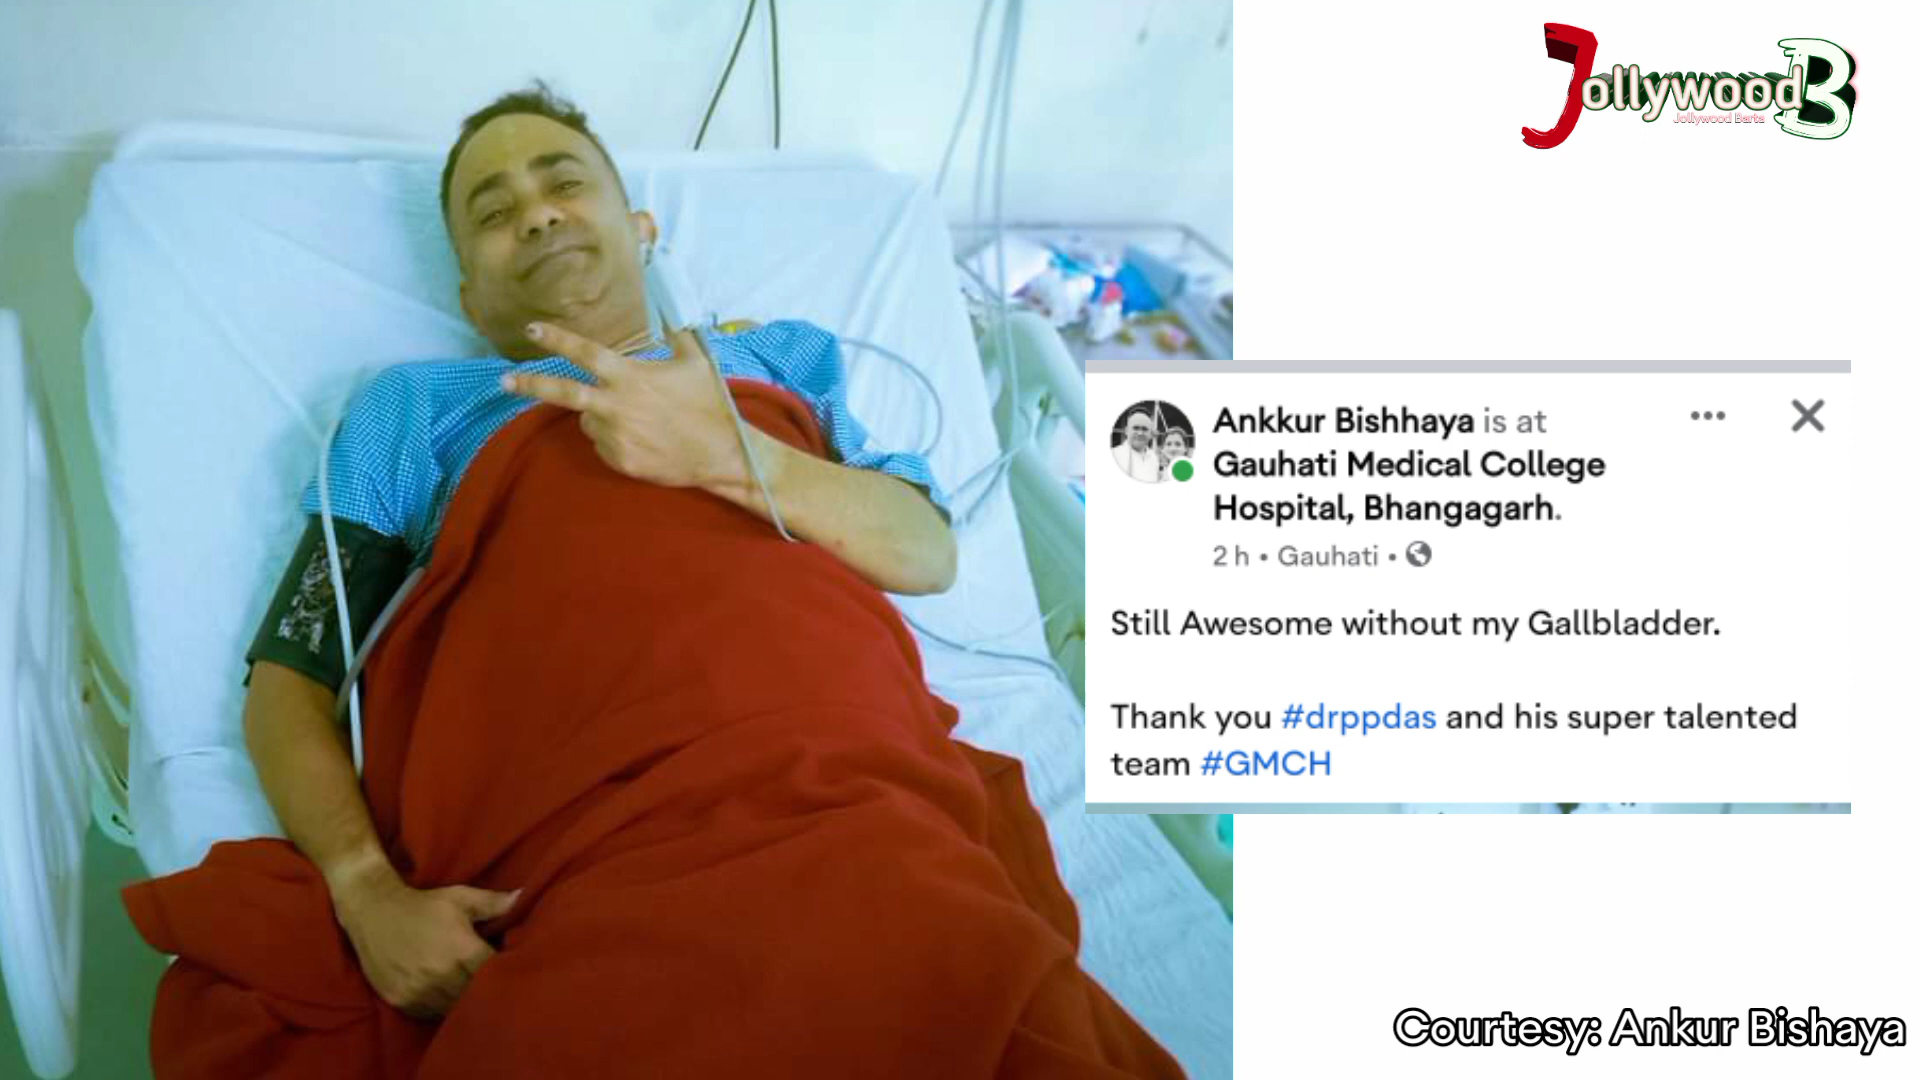 Jollywood B
Jollywood Barta
Ankkur Bishhaya is at
Gauhati Medical College
Hospital, Bhangagarh.
2 h • Gauhati •
Still Awesome without my Gallbladder.
Thank you #drppdas and his super talented
team #GMCH
Courtesy: Ankur Bishaya